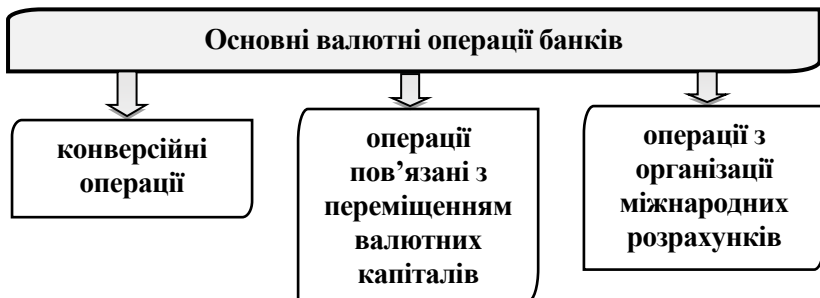 Основні валютні операції банків
конверсійні
операції
операції
пов’язані з
переміщенням
валютних
капіталів
операції з
організації
міжнародних
розрахунків